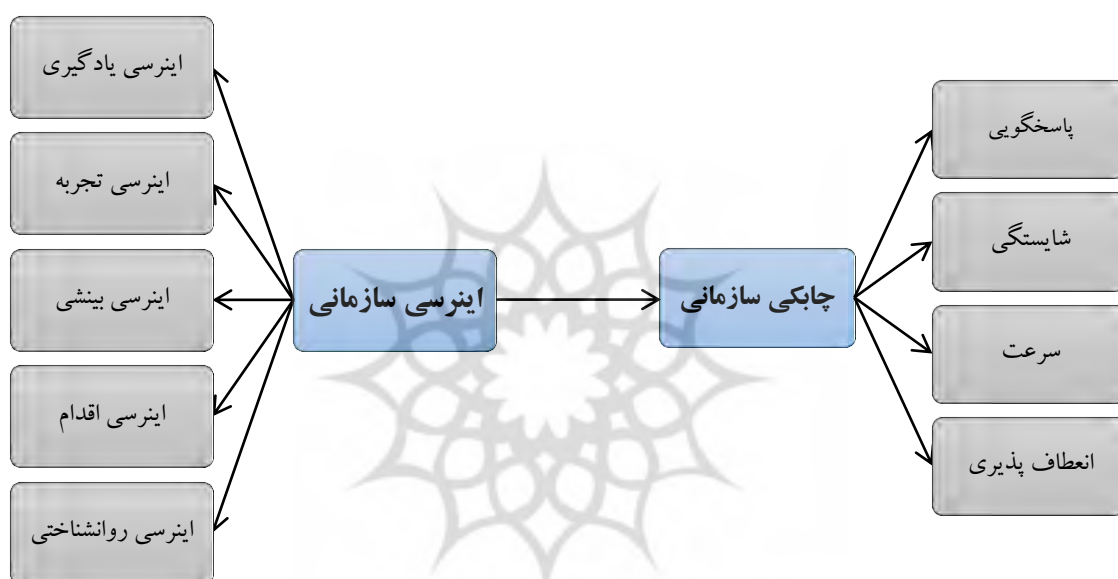 اینرسی یادگیری
اینرسی تجربه
اینرسی بینشی
اینرسی اقدام
اینرسی روانشناختی
اینرسی سازمانی
چابکی سازمانی
پاسخگویی
شایستگی
سرعت
انعطاف پذیری